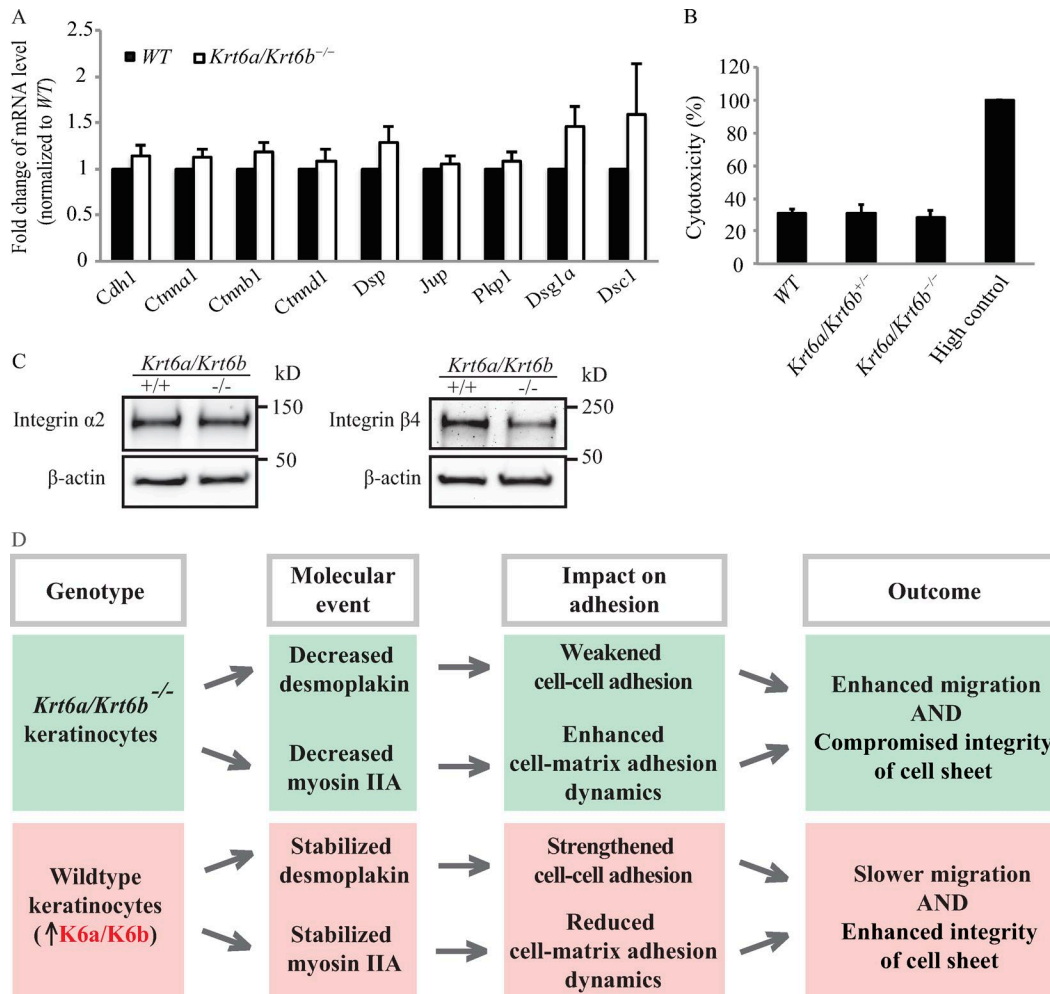 A
Fold change of mRNA level
(normalized to WT)
WT
Krt6a/Krt6b−/−
2.5
2
1.5
1
0.5
0
Cdh1
Ctnna1
Ctnnb1
Ctnnd1
Dsp
Jup
Pkp1
Dsg1a
Dsc1
B
Cytotoxicity (%)
120
100
80
60
40
20
0
WT
Krt6a/Krt6b+/−
Krt6a/Krt6b−/−
High control
C
Krt6a/Krt6b
kD
+/+
-/-
150
Integrin α2
50
β-actin
Krt6a/Krt6b
kD
+/+
-/-
250
Integrin β4
50
β-actin
D
Genotype
Molecular
event
Impact on
adhesion
Outcome
Krt6a/Krt6b -/-
keratinocytes
Decreased
desmoplakin
Weakened
cell-cell adhesion
Decreased
myosin IIA
Enhanced
cell-matrix adhesion
dynamics
Enhanced migration
AND
Compromised integrity
of cell sheet
Wildtype
keratinocytes
(↑K6a/K6b)
Stabilized
desmoplakin
Strengthened
cell-cell adhesion
Stabilized
myosin IIA
Reduced
cell-matrix adhesion
dynamics
Slower migration
AND
Enhanced integrity
of cell sheet